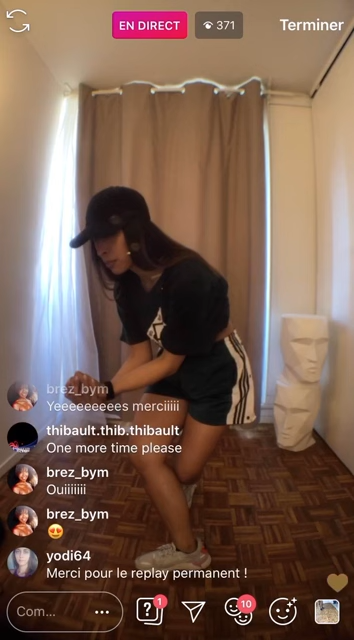 EN DIRECT
371
Terminer
brez_bym
Yeeeeeeeees merciiiii
thibault.thib.thibault
One more time please
brez_bym
Ouiiiiiii
brez_bym
yodi64
Merci pour le replay permanent !
Com...
1
10